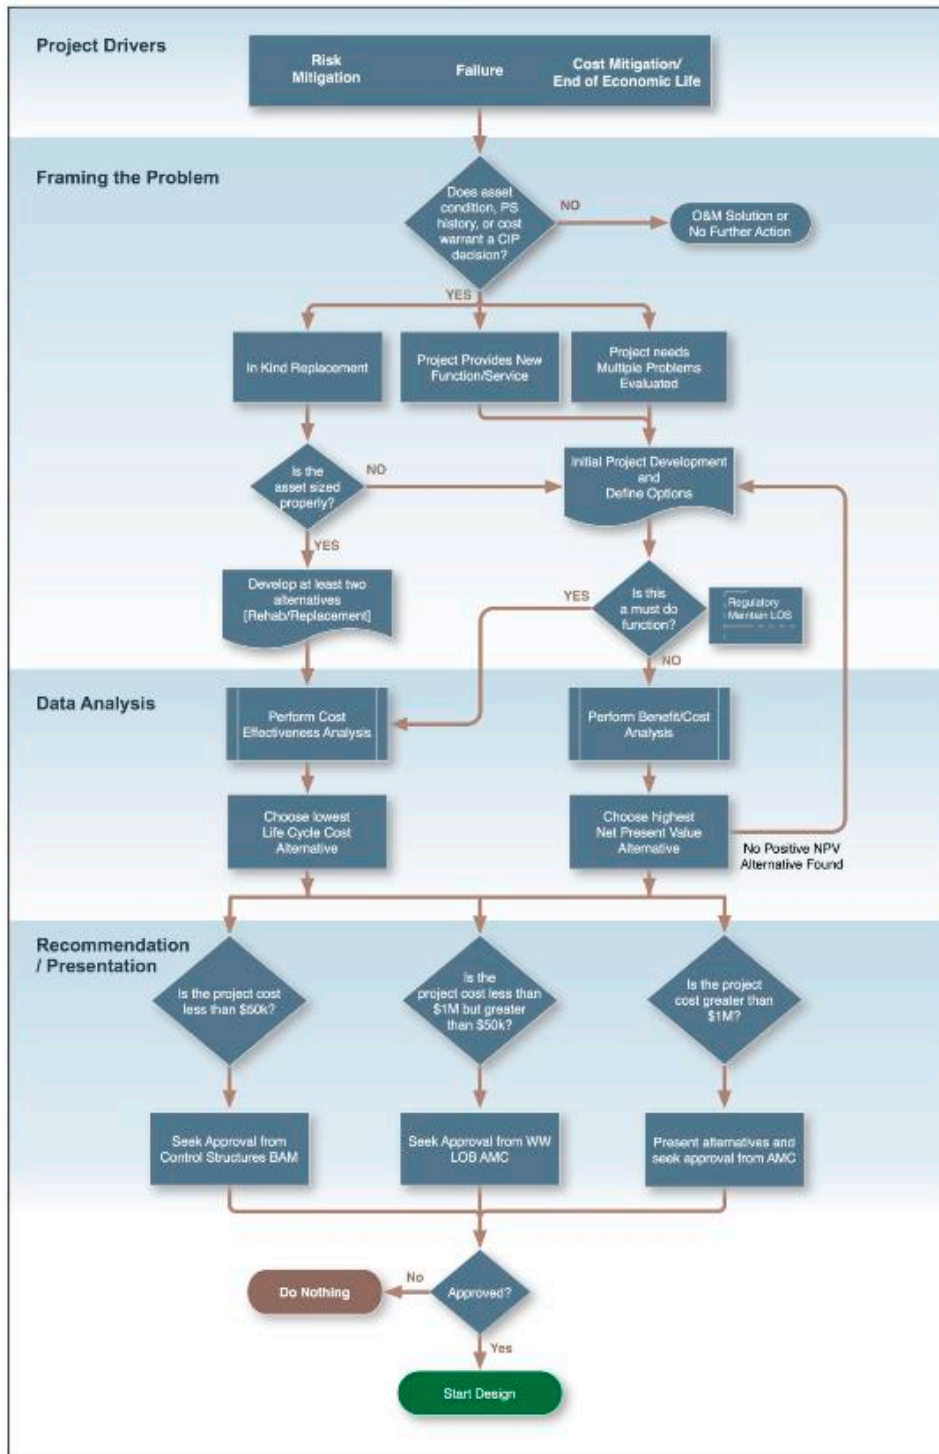 Project Drivers
Risk
Mitigation
Failure
Cost Mitigation/
End of Economic Life
Framing the Problem
Does asset
condition, PS
history,
or cost
warrant a CIP
decision?
NO
O&M Solution or
No Further Action
YES
In Kind Replacement
Project Provides New
Function/Service
Project needs
Multiple Problems
Evaluated
Is the
asset sized
properly?
NO
Initial Project Development
and
Define Options
YES
Develop at least two
alternatives
[Rehab/Replacement]
YES
Is this
a must do
function?
Regulatory
Maintain LOS
NO
Data Analysis
Perform Cost
Effectiveness Analysis
Perform Benefit/Cost
Analysis
Choose lowest
Life Cycle Cost
Alternative
Choose highest
Net Present Value
Alternative
No Positive NPV
Alternative Found
Recommendation
/ Presentation
Is the project cost
less than $50k?
Is the
project cost less than
$1M but greater
than $50k?
Is the project
cost greater than
$1M?
Seek Approval from
Control Structures BAM
Seek Approval from WW
LOB AMC
Present alternatives and
seek approval from AMC
Approved?
No
Do Nothing
Yes
Start Design